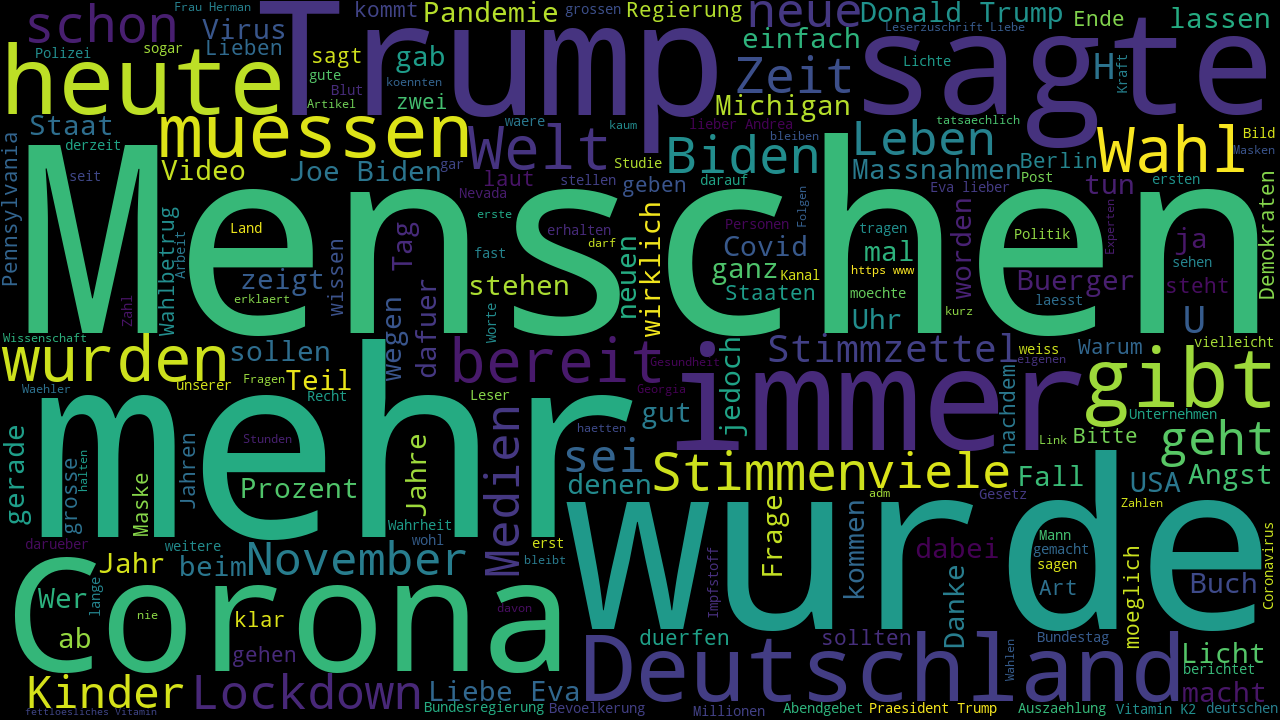 Frau Herman
kommt
Pandemie
grossen
Regierung
neue
Donald Trump
Leserzuschrift Liebe
Ende
lassen
schon
Virus
Trump
sagte
Polizei
sogar
Lieben
sagt
gab
einfach
Lichte
H
Kraft
heute
gute
Blut
koennten
Zeit
Artikel
zwei
Michigan
Staat
muessen
waere
kaum
lieber Andrea
tatsaechlich
bleiben
Leben
Wahl
Bild
Masken
Pennsylvania
derzeit
Welt
Studie
Biden
Massnahmen
Berlin
seit
Video
Joe Biden
gar
laut
stellen
geben
darauf
Eva lieber
Post
tun
ersten
Nevada
Menschen
Wahlbetrug
Arbeit
Land
wissen
Tag
erste
erhalten
darf
neuen
wirklich
Personen
Folgen
tragen
worden
Politik
Experten
ja
Demokraten
Covid
mal
sehen
zeigt
fast
ganz
Kanal
https www
Buerger
steht
Zahl
erklaert
wegen
dafuer
stehen
Staaten
moechte
laesst
Worte
Uhr
kurz
U
Wissenschaft
wurden
sollen
bereit
jedoch
Stimmzettel
weiss
Warum
vielleicht
Gesundheit
eigenen
immer
gibt
Waehler
unserer
Fragen
Teil
Recht
Leser
Georgia
gut
nachdem
Unternehmen
mehr
gerade
grosse
halten
Maske
Jahren
Stunden
Jahre
Medien
haetten
sei
Link
Bitte
geht
Prozent
denen
Stimmen
viele
Fall
USA
Angst
adm
Gesetz
Zahlen
Wahrheit
wohl
wurde
Frage
kommen
dabei
Mann
gemacht
sagen
moeglich
Coronavirus
darueber
weitere
erst
bleibt
Jahr
beim
November
Impfstoff
Danke
Art
Buch
Corona
Wer
lange
nie
davon
ab
klar
gehen
duerfen
sollten
Wahlen
Bundestag
Licht
berichtet
Deutschland
Kinder
Lockdown
Liebe Eva
macht
fettloesliches Vitamin
Bundesregierung
Bevoelkerung
Millionen
Abendgebet
Praesident Trump
Auszaehlung
Vitamin K2
deutschen